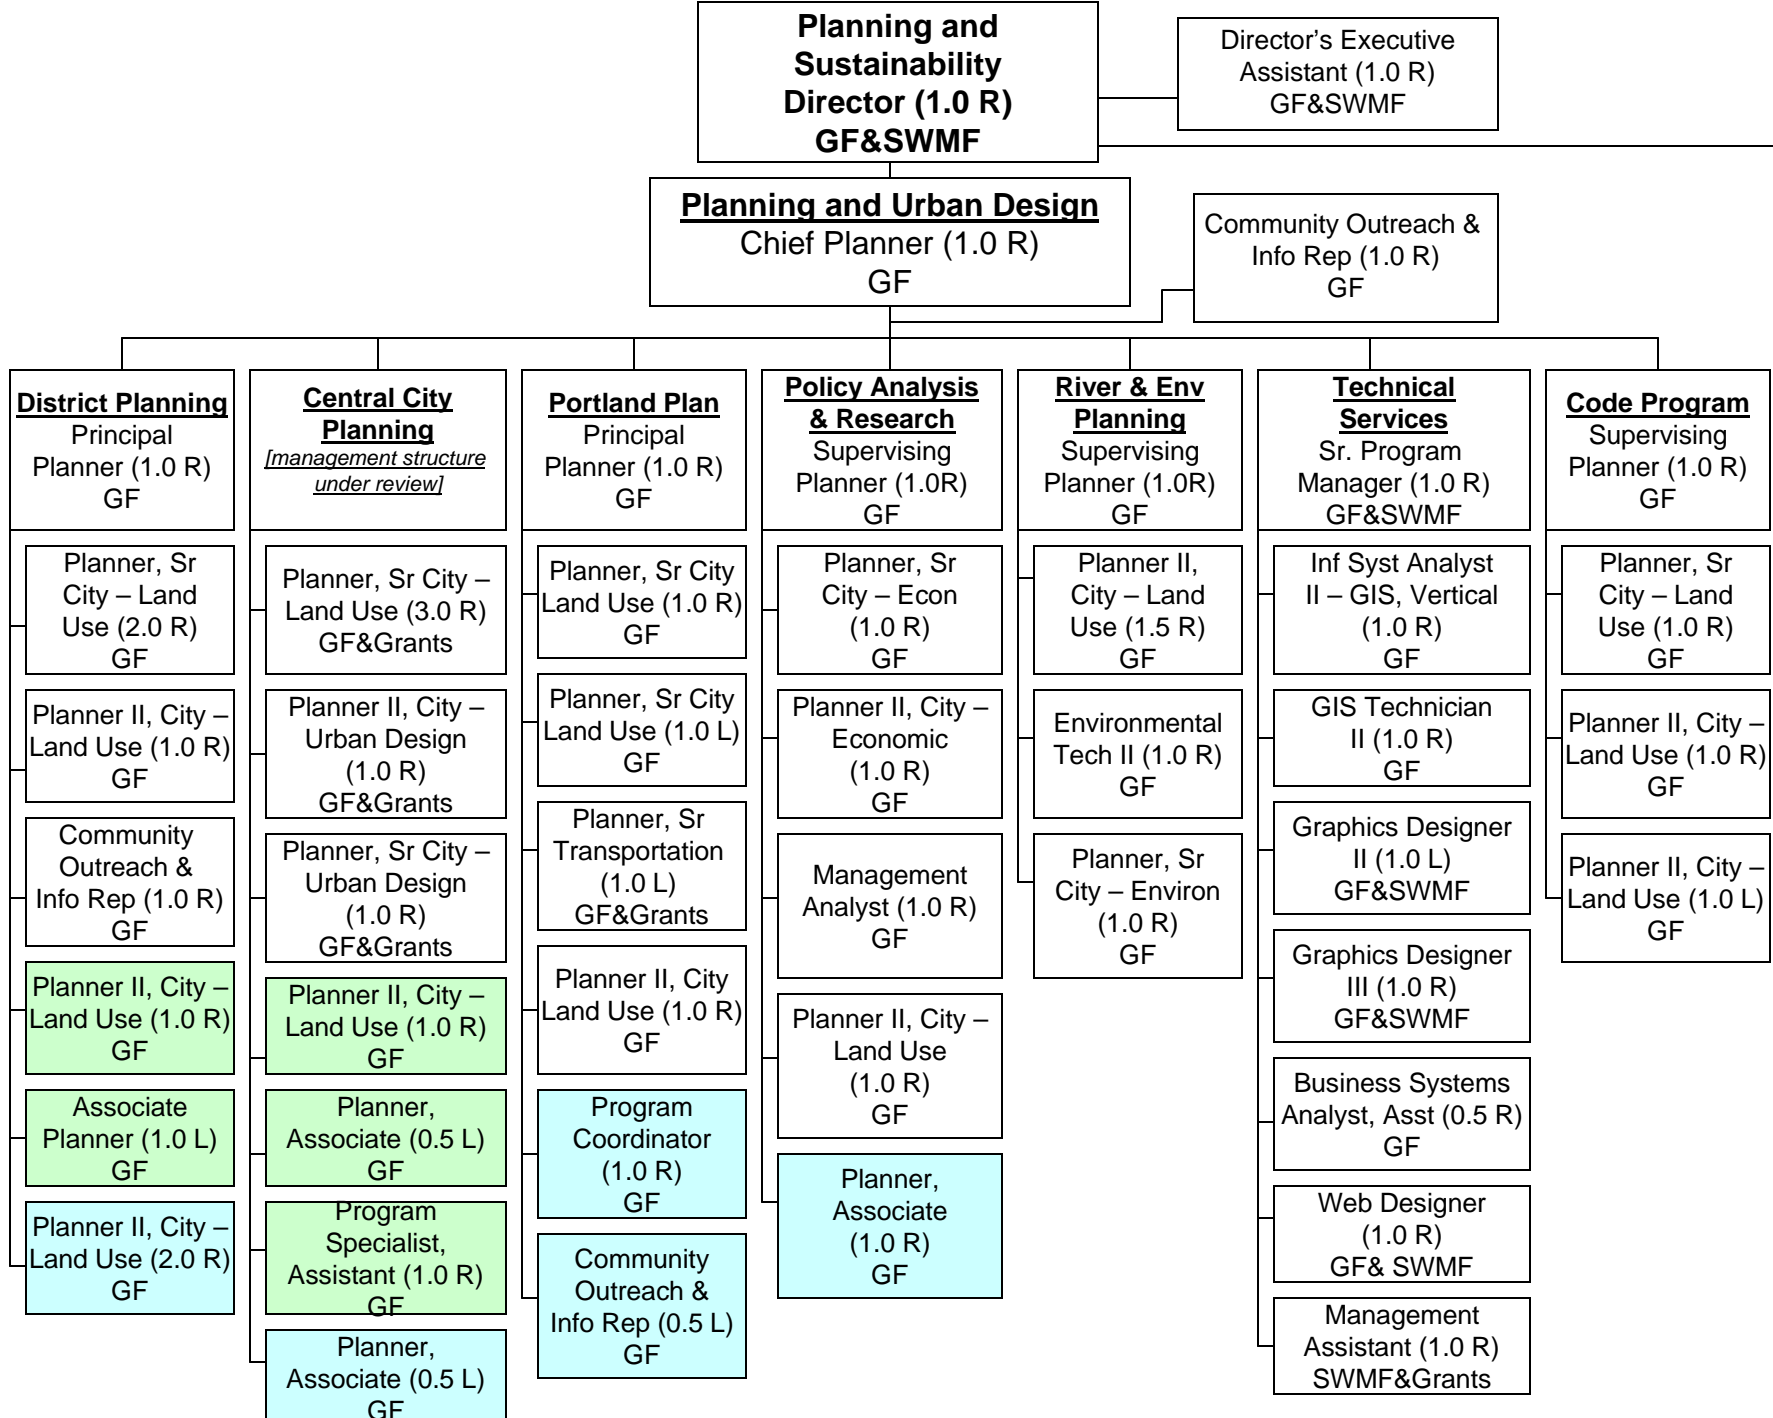 Planning and
Sustainability
Director (1.0 R)
GF&SWMF
Director’s Executive
Assistant (1.0 R)
GF&SWMF
Planning and Urban Design
Chief Planner (1.0 R)
GF
Community Outreach &
Info Rep (1.0 R)
GF
District Planning
Principal
Planner (1.0 R)
GF
Planner, Sr
City – Land
Use (2.0 R)
GF
Planner II, City –
Land Use (1.0 R)
GF
Community
Outreach &
Info Rep (1.0 R)
GF
Planner II, City –
Land Use (1.0 R)
GF
Associate
Planner (1.0 L)
GF
Planner II, City –
Land Use (2.0 R)
GF
Central City
Planning
[management structure
under review]
Planner, Sr City –
Land Use (3.0 R)
GF&Grants
Planner II, City –
Urban Design
(1.0 R)
GF&Grants
Planner, Sr City –
Urban Design
(1.0 R)
GF&Grants
Planner II, City –
Land Use (1.0 R)
GF
Planner,
Associate (0.5 L)
GF
Program
Specialist,
Assistant (1.0 R)
GF
Planner,
Associate (0.5 L)
GF
Portland Plan
Principal
Planner (1.0 R)
GF
Planner, Sr City
Land Use (1.0 R)
GF
Planner, Sr City
Land Use (1.0 L)
GF
Planner, Sr
Transportation
(1.0 L)
GF&Grants
Planner II, City
Land Use (1.0 R)
GF
Program
Coordinator
(1.0 R)
GF
Community
Outreach &
Info Rep (0.5 L)
GF
Policy Analysis
& Research
Supervising
Planner (1.0R)
GF
Planner, Sr
City – Econ
(1.0 R)
GF
Planner II, City –
Economic
(1.0 R)
GF
Management
Analyst (1.0 R)
GF
Planner II, City –
Land Use
(1.0 R)
GF
Planner,
Associate
(1.0 R)
GF
River & Env
Planning
Supervising
Planner (1.0R)
GF
Planner II,
City – Land
Use (1.5 R)
GF
Environmental
Tech II (1.0 R)
GF
Planner, Sr
City – Environ
(1.0 R)
GF
Technical
Services
Sr. Program
Manager (1.0 R)
GF&SWMF
Inf Syst Analyst
II – GIS, Vertical
(1.0 R)
GF
GIS Technician
II (1.0 R)
GF
Graphics Designer
II (1.0 L)
GF&SWMF
Graphics Designer
III (1.0 R)
GF&SWMF
Business Systems
Analyst, Asst (0.5 R)
GF
Web Designer
(1.0 R)
GF& SWMF
Management
Assistant (1.0 R)
SWMF&Grants
Code Program
Supervising
Planner (1.0 R)
GF
Planner, Sr
City – Land
Use (1.0 R)
GF
Planner II, City –
Land Use (1.0 R)
GF
Planner II, City –
Land Use (1.0 L)
GF